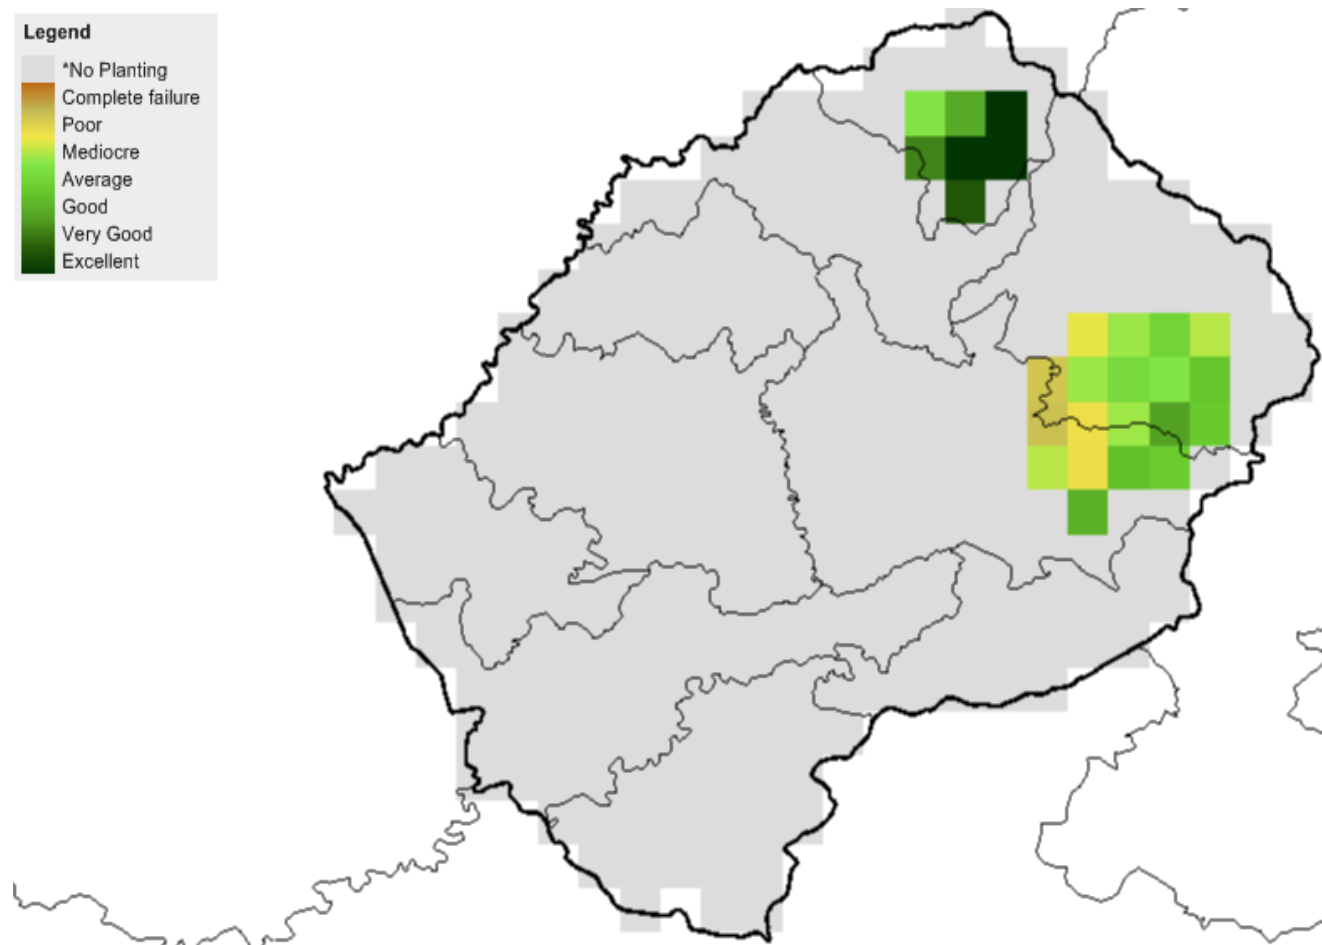 Legend
*No Planting
Complete failure
Poor
Mediocre
Average
Good
Very Good
Excellent